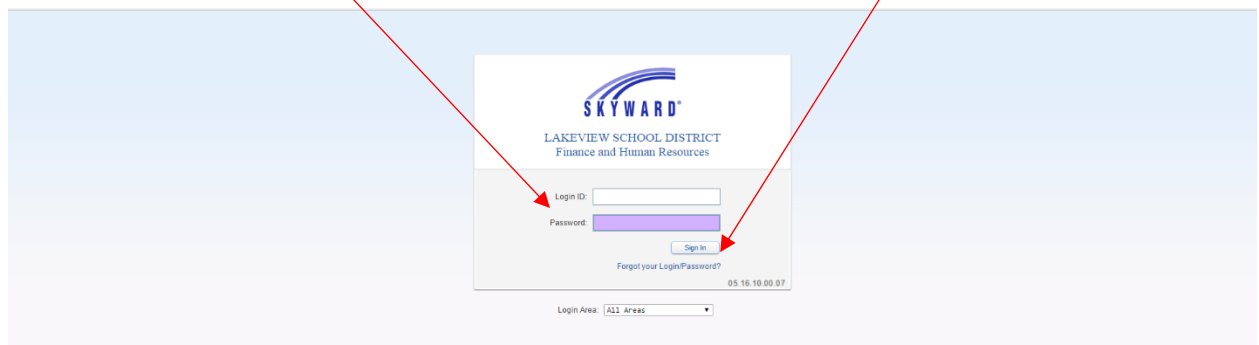 SKYWARD®
LAKEVIEW SCHOOL DISTRICT
Finance and Human Resources
Login ID:
Password:
Sign In
Forgot your Login/Password?
05.16.10.00.07
Login Area: All Areas